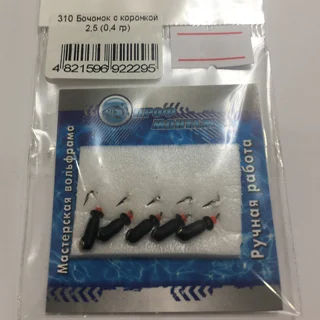 310 Бочонок с коронкой
2,5 (0,4 гр)
4 821596 922295
Мастерская вольфрама
Ручная работа